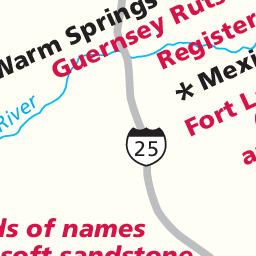 Warm Springs
Guernsey Ruts
Register
Mexi
River
Fort L
a
25
ds of names
soft sandstone